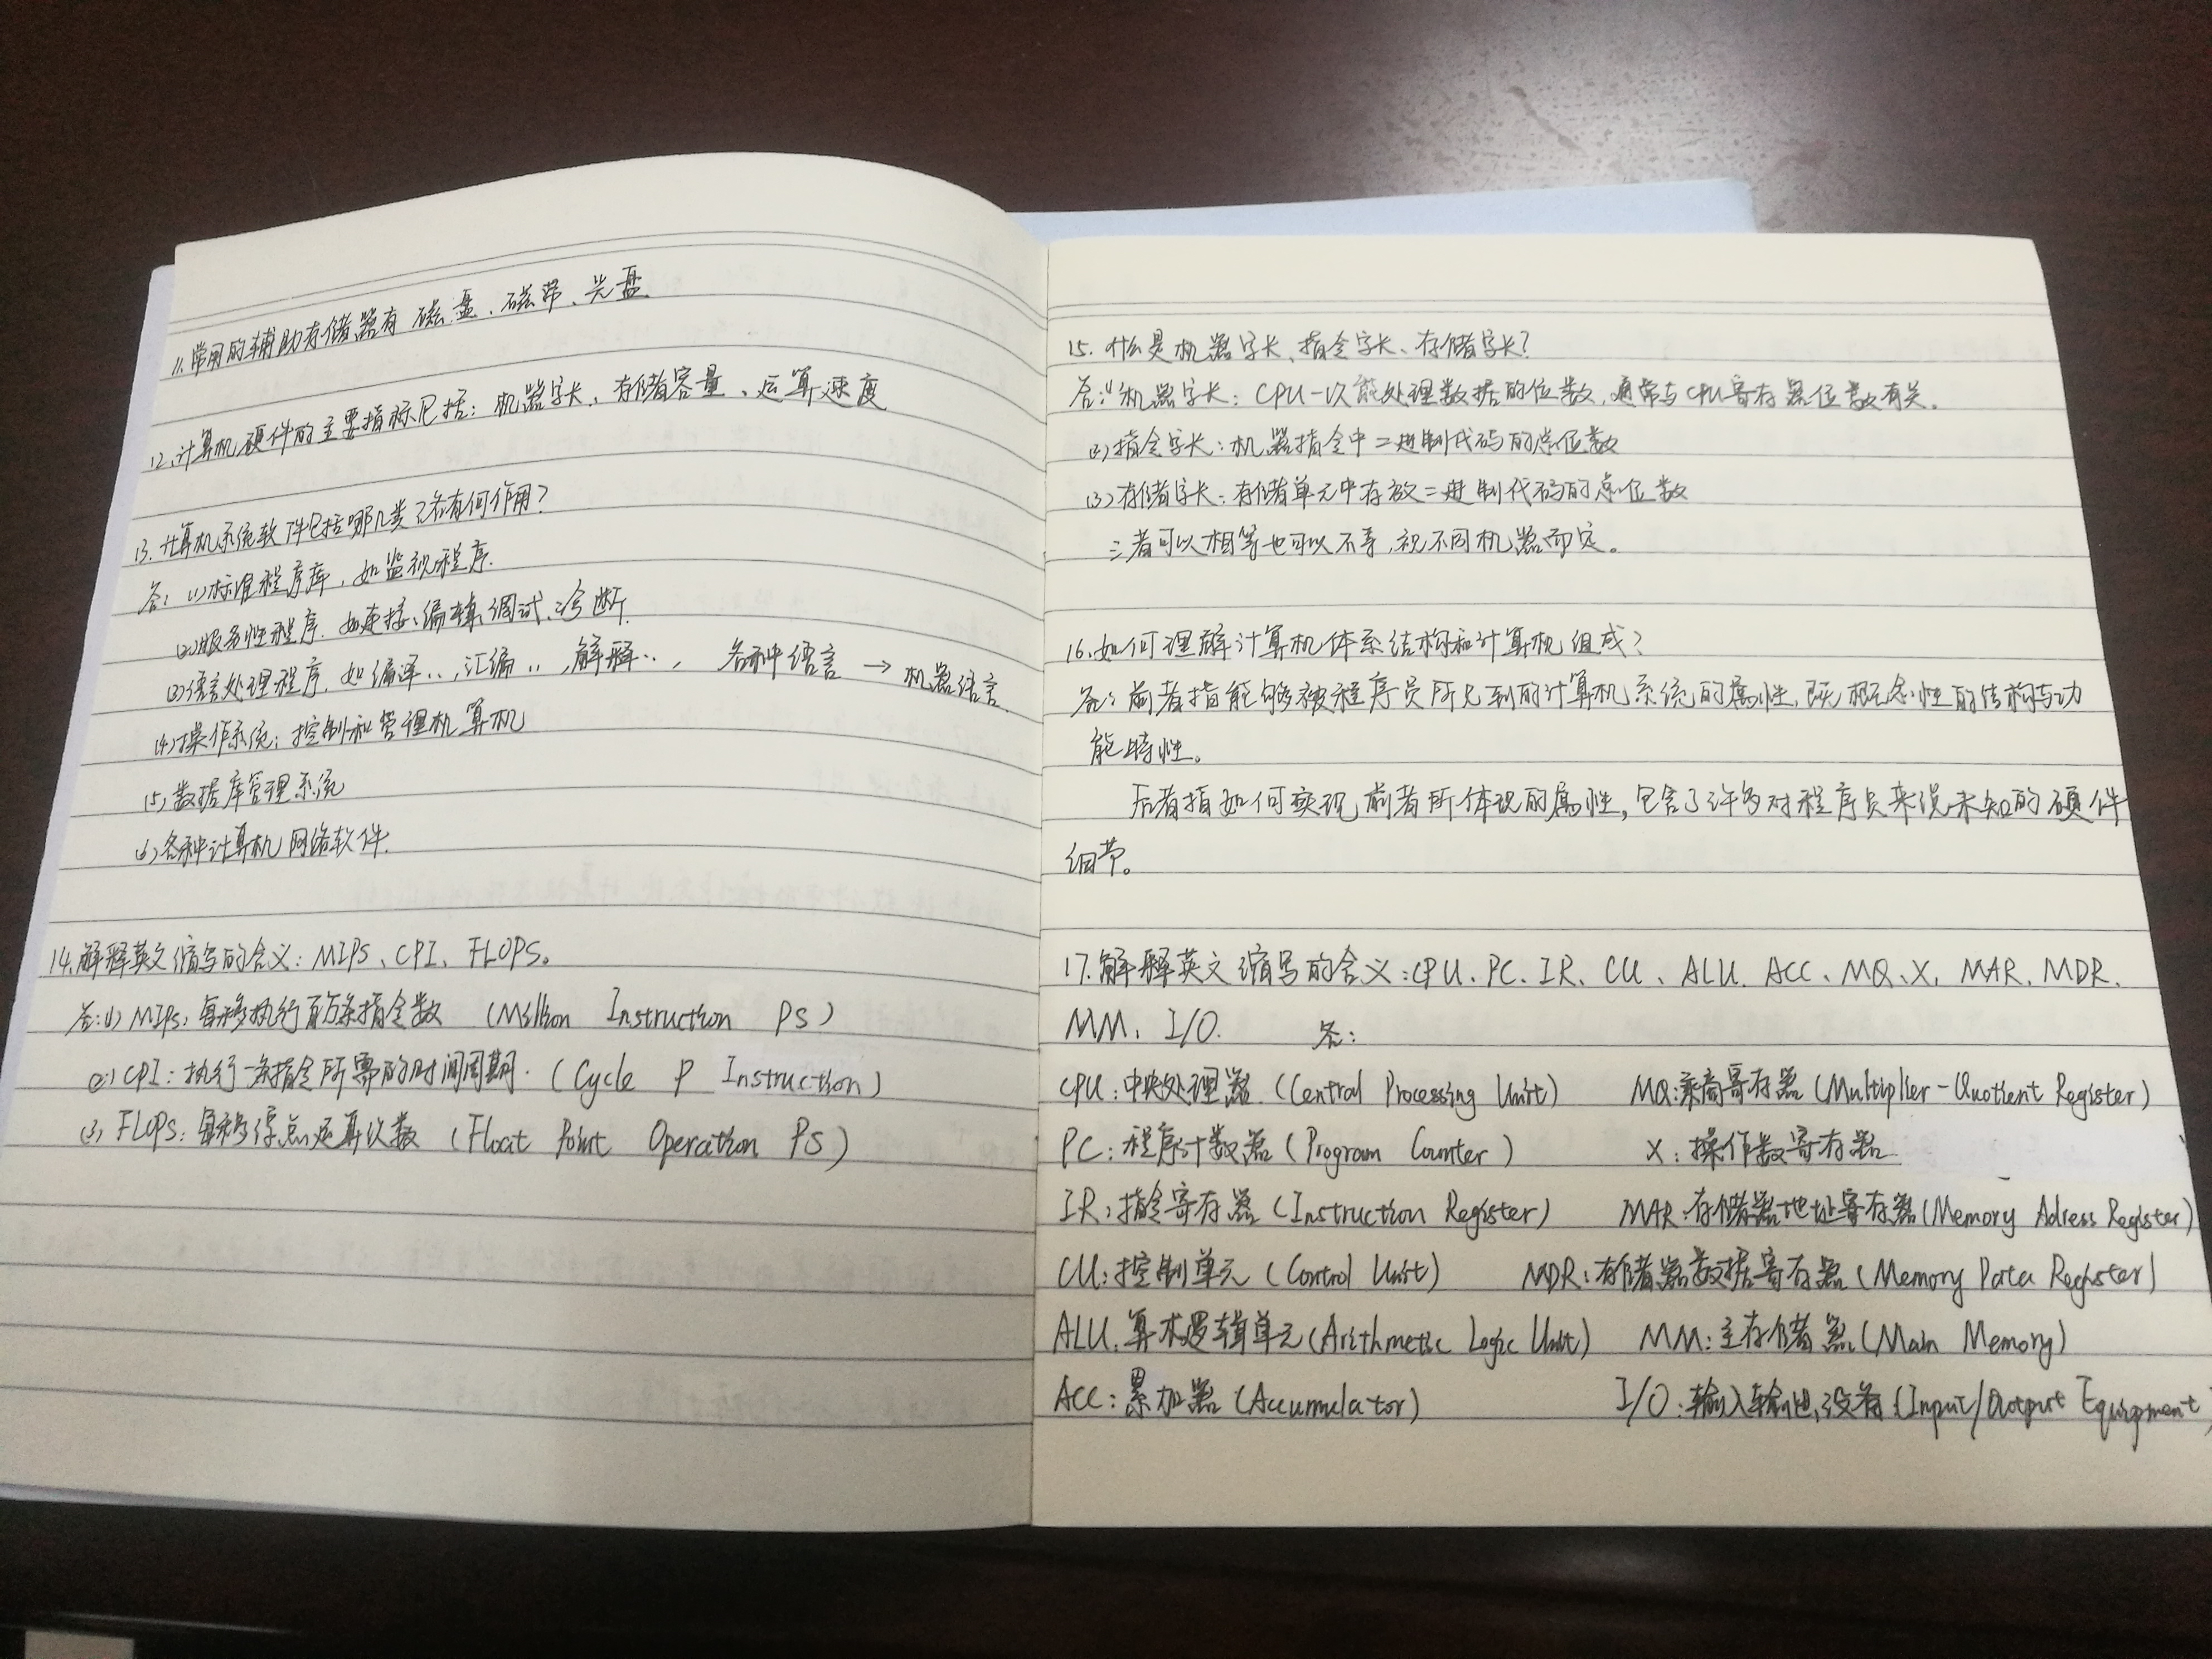 11.常用的辅助存储器有 磁盘、磁带、光盘
12.计算机硬件的主要指标包括：机器字长、存储容量、运算速度
13.计算机系统软件包括哪几类？各有何作用？
答：(1)标准程序库，如监视程序.
(2)服务性程序.如连接、编辑、调试、诊断.
(3)语言处理程序.如编译..,汇编..,解释.., 各种语言 → 机器语言.
(4)操作系统：控制和管理机算机
(5)数据库管理系统
(6)各种计算机网络软件.
14.解释英文缩写的含义：MIPS、CPI、FLOPS。
答：(1) MIPS：每秒执行百万条指令数 (Million Instruction PS)
(2) CPI：执行一条指令所需的时间周期.(Cycle P Instruction)
(3) FLOPS：每秒浮点运算次数 (Float Point Operation PS)
15.什么是机器字长、指令字长、存储字长？
答：(1)机器字长：CPU一次能处理数据的位数，通常与CPU寄存器位数有关。
(2)指令字长：机器指令中二进制代码的总位数
(3)存储字长：存储单元中存放二进制代码的总位数
三者可以相等也可以不等，视不同机器而定。
16.如何理解计算机体系结构和计算机组成？
答：前者指能够被程序员所见到的计算机系统的属性，既概念性的结构与功
能特性。
后者指如何实现前者所体现的属性，包含了许多对程序员来说未知的硬件
细节。
17.解释英文缩写的含义：CPU、PC、IR、CU、ALU、ACC、MQ、X、MAR、MDR、
MM、I/O. 答：
CPU：中央处理器 (Central Processing Unit) MQ：乘商寄存器 (Multiplier-Quotient Register)
PC：程序计数器 (Program Counter) X：操作数寄存器
IR：指令寄存器 (Instruction Register) MAR：存储器地址寄存器 (Memory Adress Register)
CU：控制单元 (Control Unit) MDR：存储器数据寄存器 (Memory Data Register)
ALU：算术逻辑单元 (Arithmetic Logic Unit) MM：主存储器 (Main Memory)
ACC：累加器 (Accumulator) I/O：输入输出设备 (Input/Output Equipment)